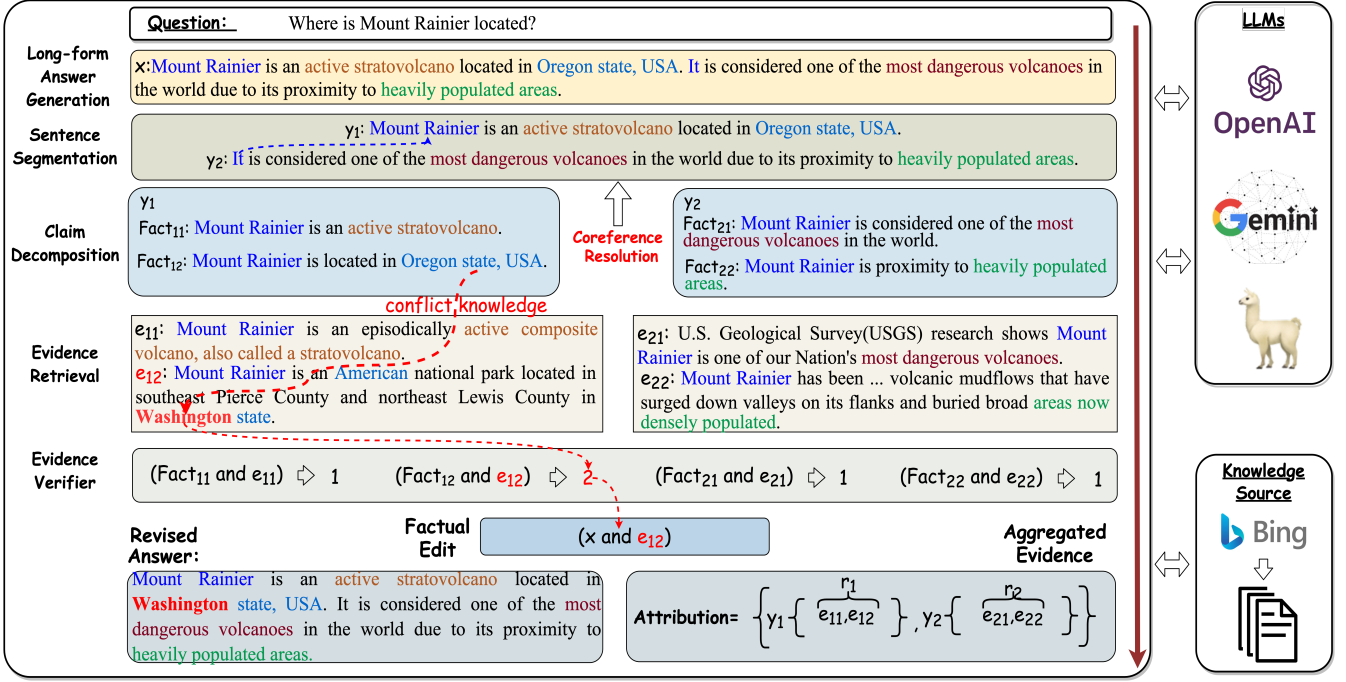 Question: Where is Mount Rainier located?
Long-form
Answer
Generation
x:Mount Rainier is an active stratovolcano located in Oregon state, USA. It is considered one of the most dangerous volcanoes in
the world due to its proximity to heavily populated areas.
Sentence
Segmentation
y1: Mount Rainier is an active stratovolcano located in Oregon state, USA.
y2: It is considered one of the most dangerous volcanoes in the world due to its proximity to heavily populated areas.
Claim
Decomposition
y1
Fact11: Mount Rainier is an active stratovolcano.
Fact12: Mount Rainier is located in Oregon state, USA.
Coreference
Resolution
y2
Fact21: Mount Rainier is considered one of the most
dangerous volcanoes in the world.
Fact22: Mount Rainier is proximity to heavily populated
areas.
conflict knowledge
Evidence
Retrieval
e11: Mount Rainier is an episodically active composite
volcano, also called a stratovolcano.
e12: Mount Rainier is an American national park located in
southeast Pierce County and northeast Lewis County in
Washington state.
e21: U.S. Geological Survey(USGS) research shows Mount
Rainier is one of our Nation's most dangerous volcanoes.
e22: Mount Rainier has been ... volcanic mudflows that have
surged down valleys on its flanks and buried broad areas now
densely populated.
Evidence
Verifier
(Fact11 and e11) 1 (Fact12 and e12) 2 (Fact21 and e21) 1 (Fact22 and e22) 1
Factual
Edit
(x and e12)
Revised
Answer:
Mount Rainier is an active stratovolcano located in
Washington state, USA. It is considered one of the most
dangerous volcanoes in the world due to its proximity to
heavily populated areas.
Aggregated
Evidence
r1 r2
Attribution= {y1 { e11,e12 } ,y2 { e21,e22 } }
LLMs
OpenAI
Gemini
Knowledge
Source
Bing